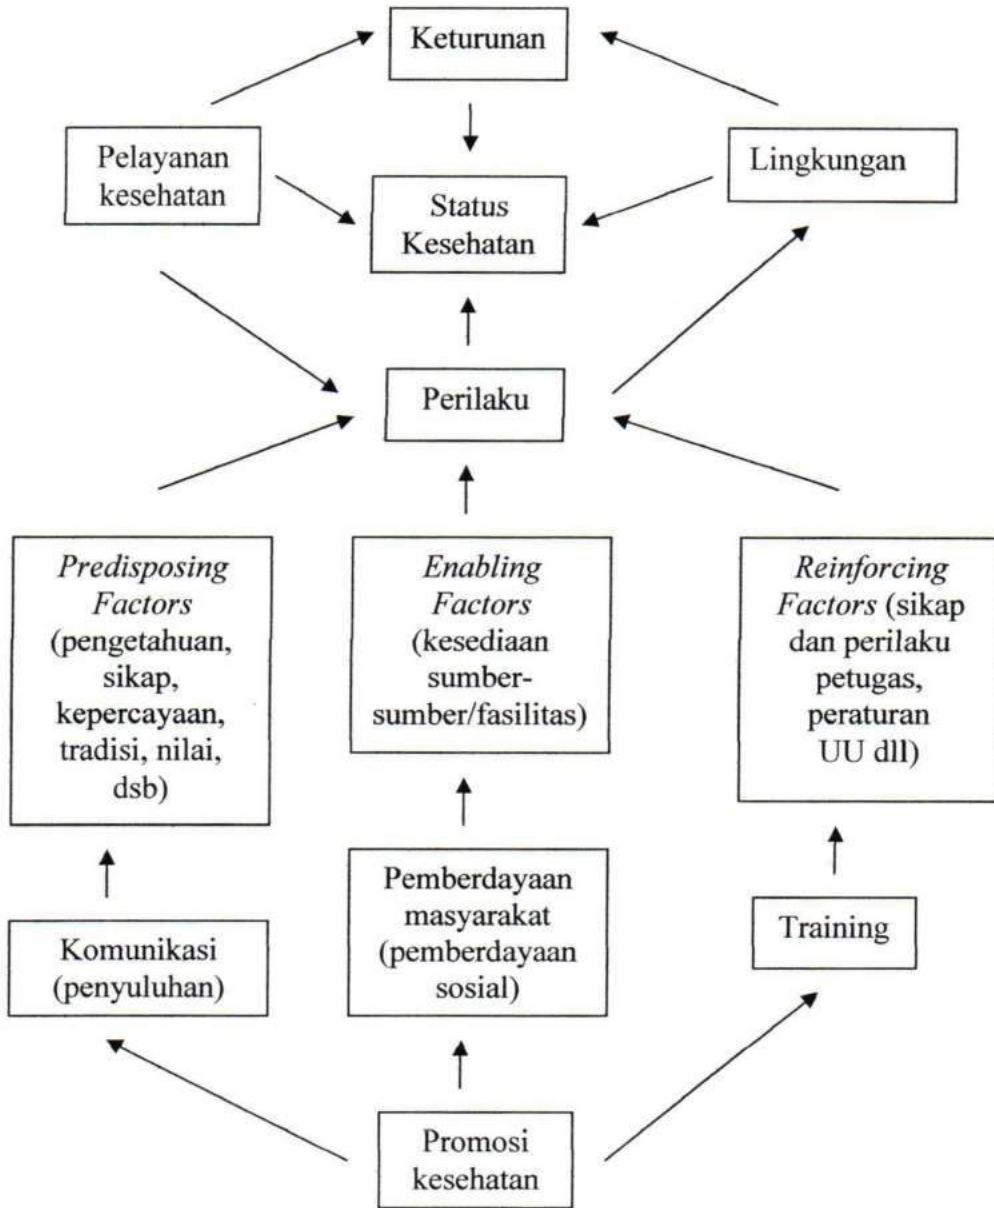 Keturunan
Pelayanan
kesehatan
Lingkungan
Status
Kesehatan
Perilaku
Predisposing
Factors
(pengetahuan,
sikap,
kepercayaan,
tradisi, nilai,
dsb)
Enabling
Factors
(kesediaan
sumber-
sumber/fasilitas)
Reinforcing
Factors (sikap
dan perilaku
petugas,
peraturan
UU dll)
Komunikasi
(penyuluhan)
Pemberdayaan
masyarakat
(pemberdayaan
sosial)
Training
Promosi
kesehatan